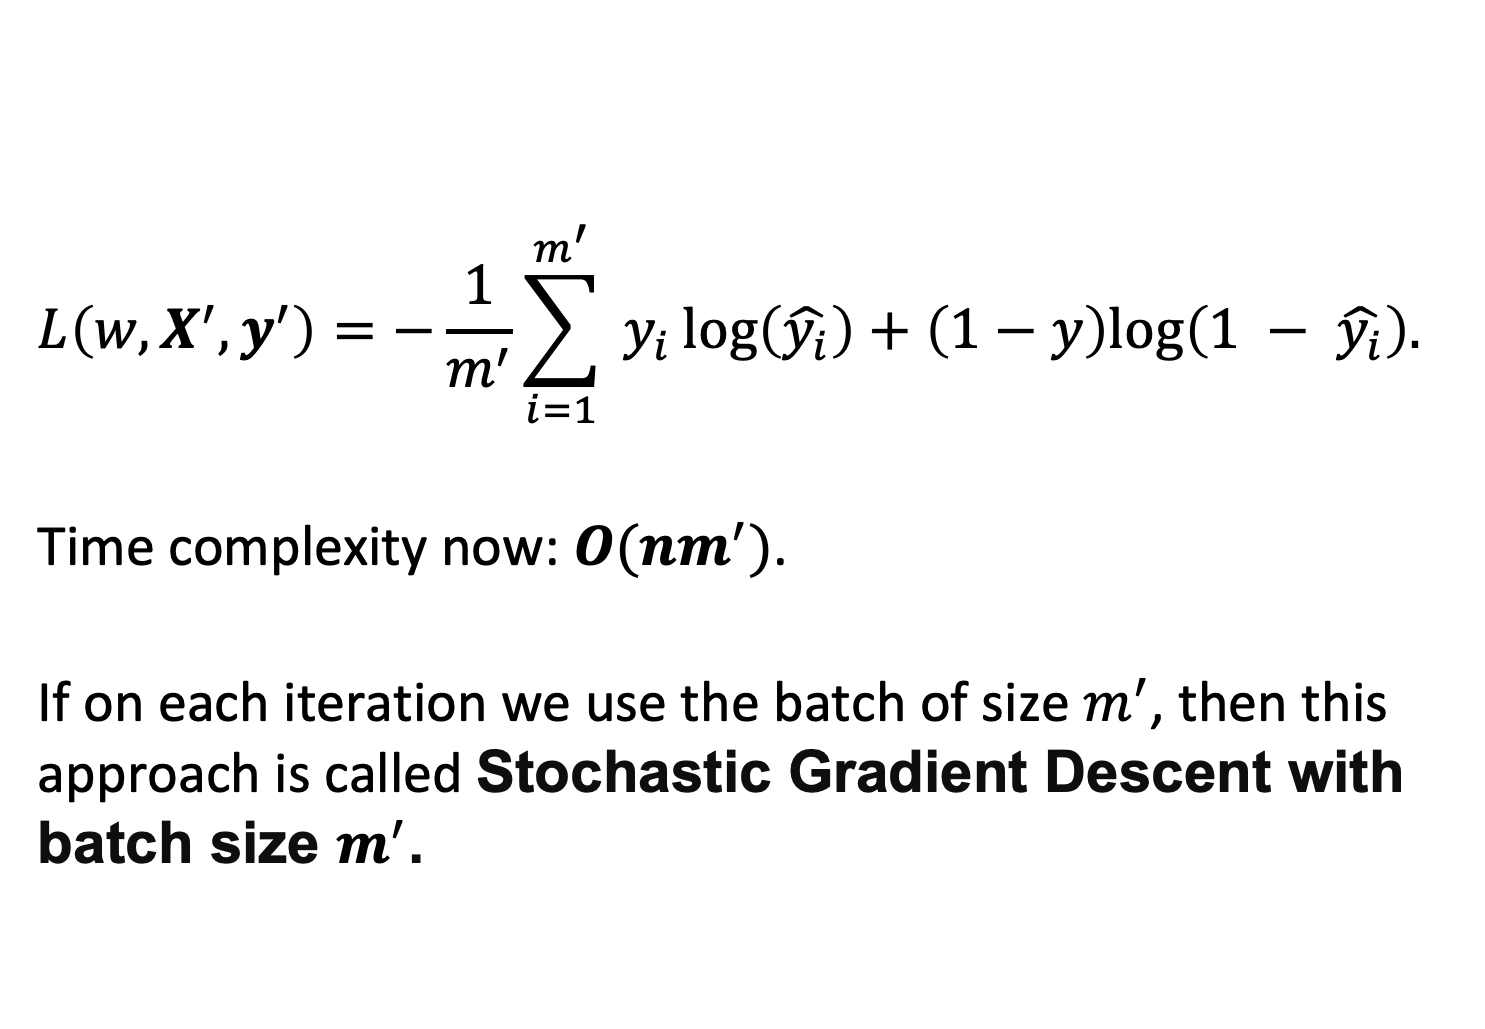 L(w, X′, y′) = −1/m′ ∑_{i=1}^{m′} y_i log(ŷ_i) + (1 − y)log(1 − ŷ_i).
Time complexity now: O(nm′).
If on each iteration we use the batch of size m′, then this
approach is called Stochastic Gradient Descent with
batch size m′.